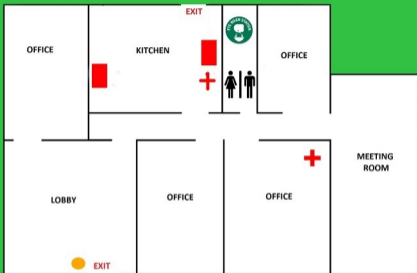 EXIT
OFFICE
KITCHEN
OFFICE
MEETING
ROOM
LOBBY
OFFICE
OFFICE
EXIT